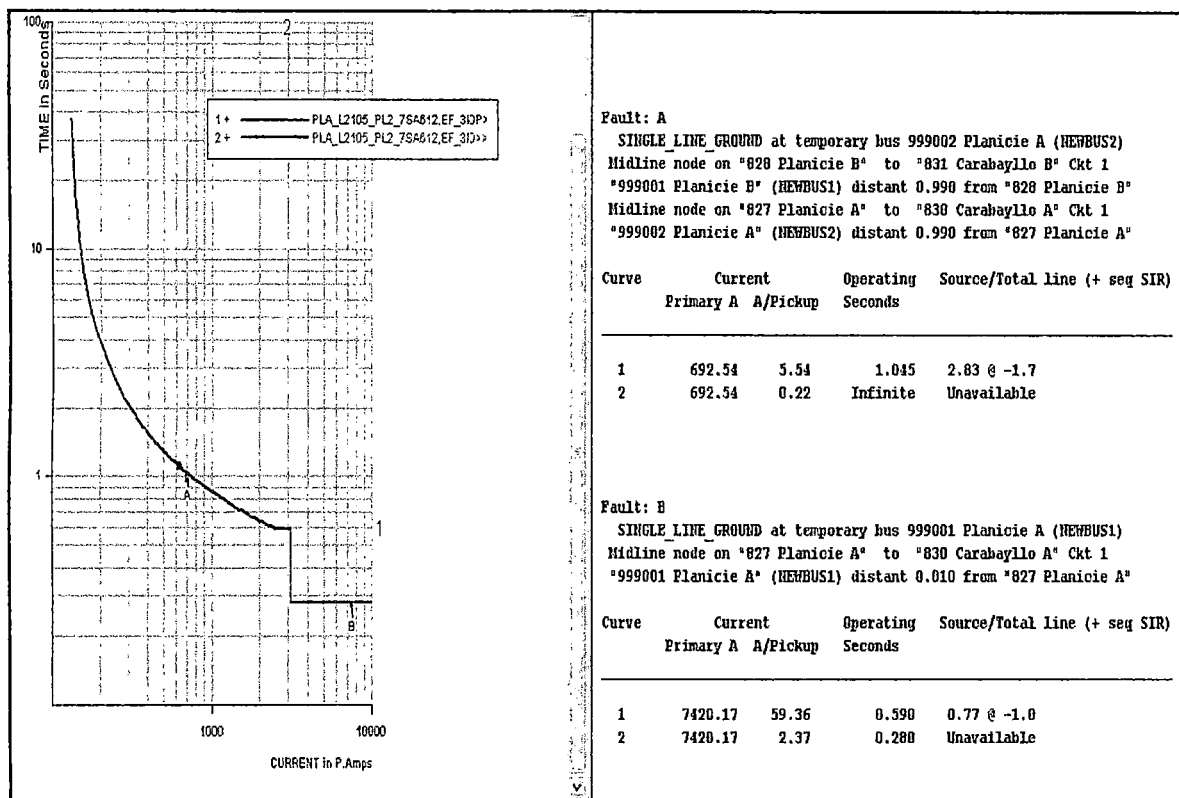 100
2
TIME in Seconds
1 + PLA_L2105_PL2_7SA612,EF_3I0P>
2 + PLA_L2105_PL2_7SA612,EF_3I0>>
10
1
A
1
B
1000
10000
CURRENT in P.Amps
Fault: A
SINGLE_LINE_GROUND at temporary bus 999002 Planicie A (NEWBUS2)
Midline node on "828 Planicie B" to "831 Carabayllo B" Ckt 1
"999001 Planicie B" (NEWBUS1) distant 0.990 from "828 Planicie B"
Midline node on "827 Planicie A" to "830 Carabayllo A" Ckt 1
"999002 Planicie A" (NEWBUS2) distant 0.990 from "827 Planicie A"
Curve Current Operating Source/Total line (+ seq SIR)
Primary A A/Pickup Seconds
1 692.54 5.54 1.045 2.83 @ -1.7
2 692.54 0.22 Infinite Unavailable
Fault: B
SINGLE_LINE_GROUND at temporary bus 999001 Planicie A (NEWBUS1)
Midline node on "827 Planicie A" to "830 Carabayllo A" Ckt 1
"999001 Planicie A" (NEWBUS1) distant 0.010 from "827 Planicie A"
Curve Current Operating Source/Total line (+ seq SIR)
Primary A A/Pickup Seconds
1 7420.17 59.36 0.590 0.77 @ -1.0
2 7420.17 2.37 0.280 Unavailable